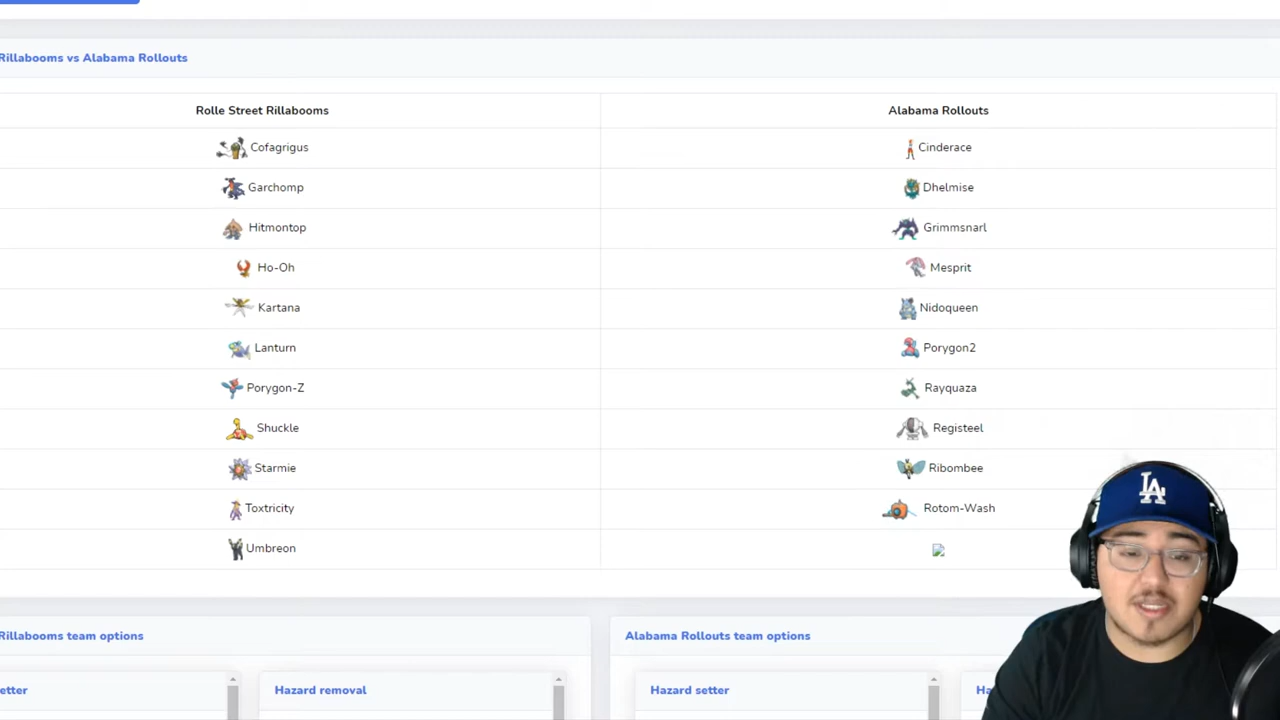 Rillabooms vs Alabama Rollouts
Rolle Street Rillabooms
Alabama Rollouts
Cofagrigus
Cinderace
Garchomp
Dhelmise
Hitmontop
Grimmsnarl
Ho-Oh
Mesprit
Kartana
Nidoqueen
Lanturn
Porygon2
Porygon-Z
Rayquaza
Shuckle
Registeel
Starmie
Ribombee
Toxtricity
Rotom-Wash
Umbreon
Rillabooms team options
Alabama Rollouts team options
etter
Hazard removal
Hazard setter
Ha
LA